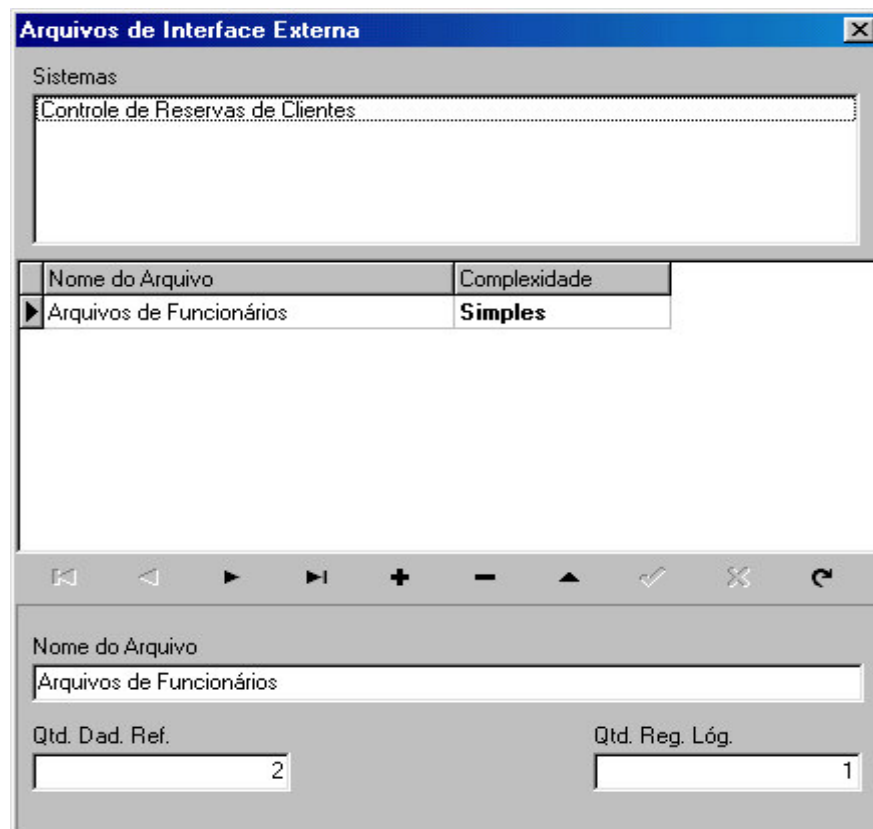 Arquivos de Interface Externa
Sistemas
Controle de Reservas de Clientes
Nome do Arquivo Complexidade
Arquivos de Funcionários Simples
Nome do Arquivo
Arquivos de Funcionários
Qtd. Dad. Ref. Qtd. Reg. Lóg.
2 1